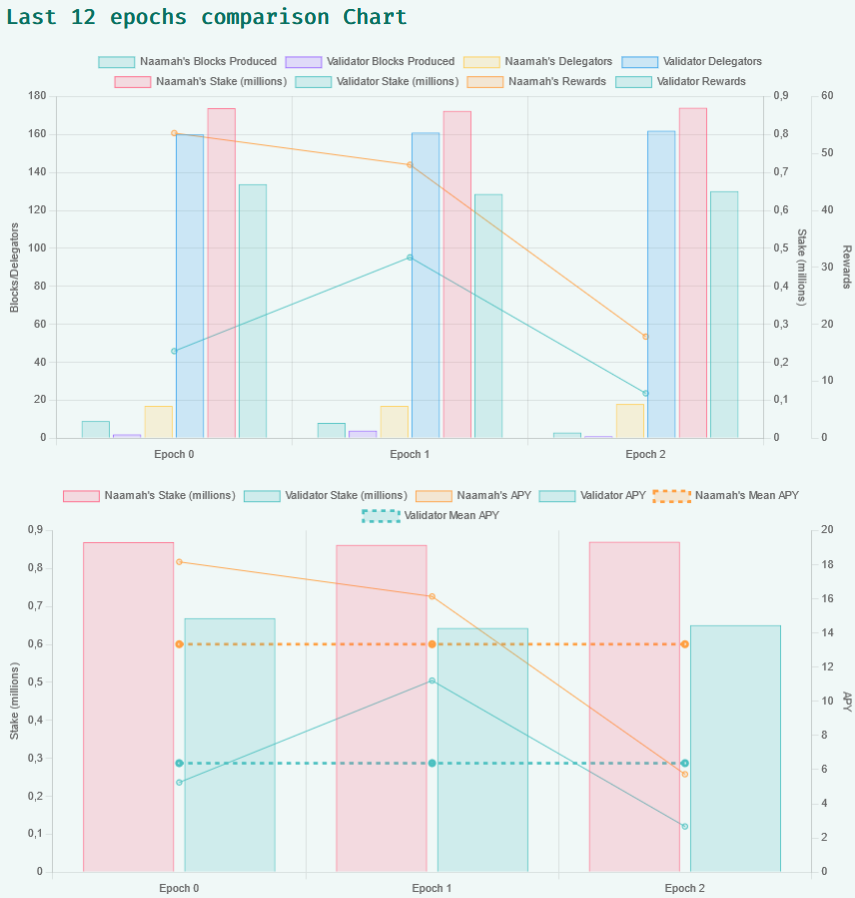 Last 12 epochs comparison Chart
Naamah's Blocks Produced Validator Blocks Produced Naamah's Delegators Validator Delegators
Naamah's Stake (millions) Validator Stake (millions) Naamah's Rewards Validator Rewards
180 0,9 60
160 0,8
50
140 0,7
120 0,6 40
100 0,5
30
80 0,4
60 0,3
20
40 0,2
10
20 0,1
0 0 0
Blocks/Delegators
Stake (millions)
Rewards
Epoch 0 Epoch 1 Epoch 2
Naamah's Stake (millions) Validator Stake (millions) Naamah's APY Validator APY Naamah's Mean APY
Validator Mean APY
0,9 20
18
0,8
16
0,7
14
0,6
12
0,5
10
0,4
8
0,3
6
0,2
4
0,1
2
0 0
Stake (millions)
APY
Epoch 0 Epoch 1 Epoch 2